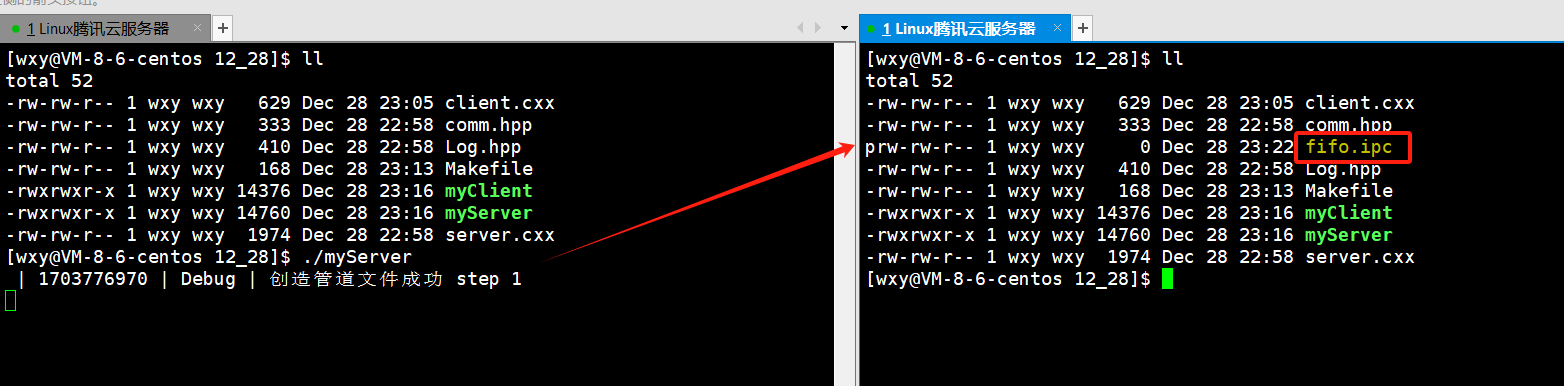 1 Linux腾讯云服务器 × +
[wxy@VM-8-6-centos 12_28]$ ll
total 52
-rw-rw-r-- 1 wxy wxy   629 Dec 28 23:05 client.cxx
-rw-rw-r-- 1 wxy wxy   333 Dec 28 22:58 comm.hpp
-rw-rw-r-- 1 wxy wxy   410 Dec 28 22:58 Log.hpp
-rw-rw-r-- 1 wxy wxy   168 Dec 28 23:13 Makefile
-rwxrwxr-x 1 wxy wxy 14376 Dec 28 23:16 myClient
-rwxrwxr-x 1 wxy wxy 14760 Dec 28 23:16 myServer
-rw-rw-r-- 1 wxy wxy  1974 Dec 28 22:58 server.cxx
[wxy@VM-8-6-centos 12_28]$ ./myServer
| 1703776970 | Debug | 创造管道文件成功 step 1
1 Linux腾讯云服务器 × +
[wxy@VM-8-6-centos 12_28]$ ll
total 52
-rw-rw-r-- 1 wxy wxy   629 Dec 28 23:05 client.cxx
-rw-rw-r-- 1 wxy wxy   333 Dec 28 22:58 comm.hpp
prw-rw-r-- 1 wxy wxy     0 Dec 28 23:22 fifo.ipc
-rw-rw-r-- 1 wxy wxy   410 Dec 28 22:58 Log.hpp
-rw-rw-r-- 1 wxy wxy   168 Dec 28 23:13 Makefile
-rwxrwxr-x 1 wxy wxy 14376 Dec 28 23:16 myClient
-rwxrwxr-x 1 wxy wxy 14760 Dec 28 23:16 myServer
-rw-rw-r-- 1 wxy wxy  1974 Dec 28 22:58 server.cxx
[wxy@VM-8-6-centos 12_28]$